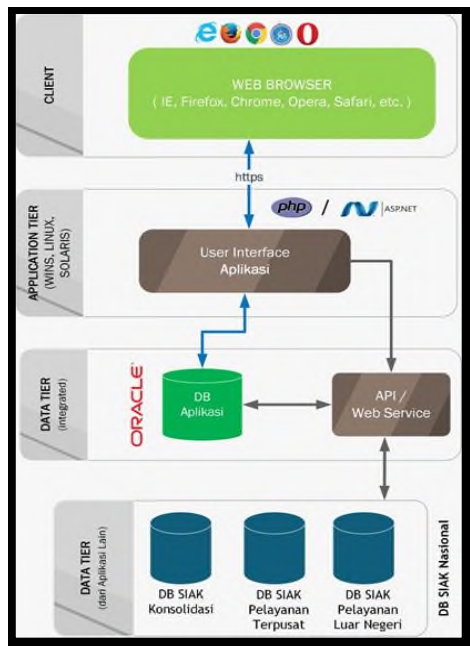 CLIENT
WEB BROWSER
( IE, Firefox, Chrome, Opera, Safari, etc. )
https
APPLICATION TIER
(WINS, LINUX,
SOLARIS)
php / ASP.NET
User Interface
Aplikasi
DATA TIER
(integrated)
ORACLE
DB
Aplikasi
API /
Web Service
DATA TIER
(dari Aplikasi Lain)
DB SIAK
Konsolidasi
DB SIAK
Pelayanan
Terpusat
DB SIAK
Pelayanan
Luar Negeri
DB SIAK Nasional